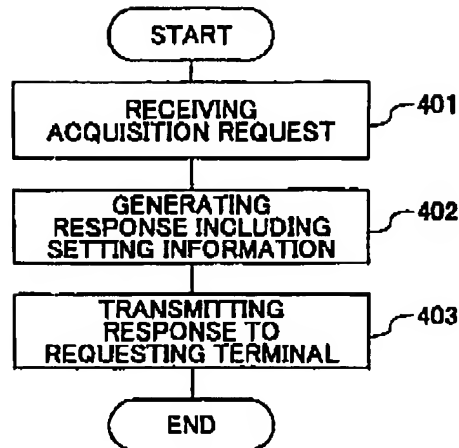 START
RECEIVING
ACQUISITION REQUEST
401
GENERATING
RESPONSE INCLUDING
SETTING INFORMATION
402
TRANSMITTING
RESPONSE TO
REQUESTING TERMINAL
403
END